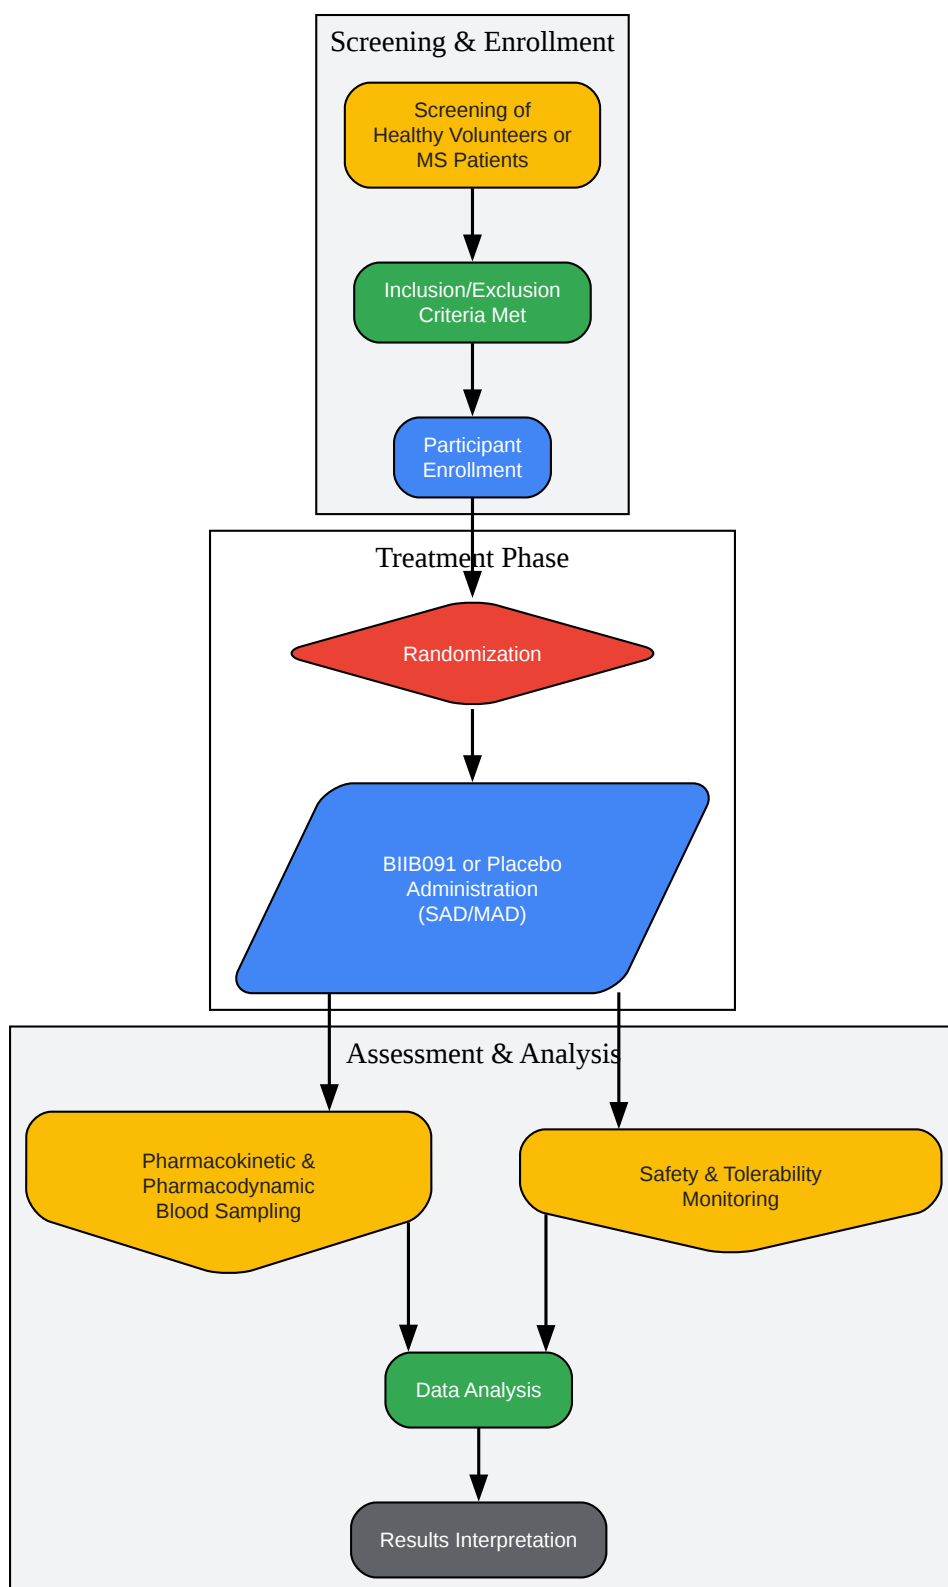 Screening & Enrollment
Screening of
Healthy Volunteers or
MS Patients
Inclusion/Exclusion
Criteria Met
Participant
Enrollment
Treatment Phase
Randomization
BIIB091 or Placebo
Administration
(SAD/MAD)
Assessment & Analysis
Pharmacokinetic &
Pharmacodynamic
Blood Sampling
Safety & Tolerability
Monitoring
Data Analysis
Results Interpretation